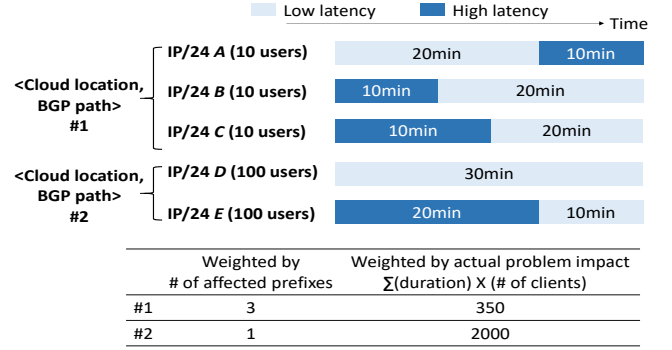 Low latency High latency
Time
IP/24 A (10 users) 20min 10min
<Cloud location, BGP path> #1
IP/24 B (10 users) 10min 20min
IP/24 C (10 users) 10min 20min
<Cloud location, BGP path> #2
IP/24 D (100 users) 30min
IP/24 E (100 users) 20min 10min
Weighted by # of affected prefixes
Weighted by actual problem impact ∑(duration) X (# of clients)
#1 3 350
#2 1 2000